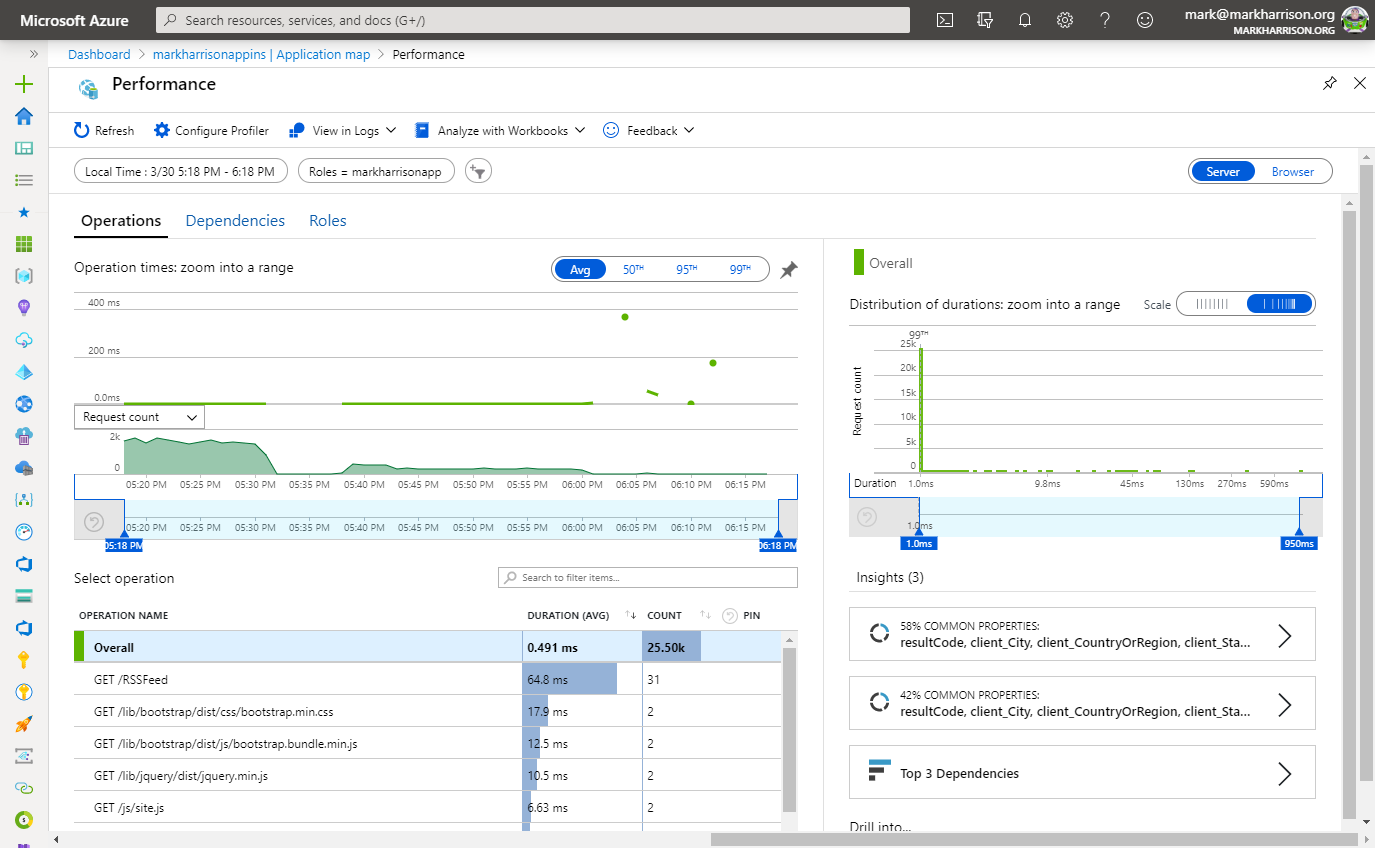 Microsoft Azure
Search resources, services, and docs (G+/)
mark@markharrison.org
MARKHARRISON.ORG
Dashboard > markharrisonappins | Application map > Performance
Performance
Refresh Configure Profiler View in Logs Analyze with Workbooks Feedback
Local Time : 3/30 5:18 PM - 6:18 PM Roles = markharrisonapp Server Browser
Operations Dependencies Roles
Operation times: zoom into a range Avg 50TH 95TH 99TH
400 ms
200 ms
0.0ms
Request count
2k
0
05:20 PM 05:25 PM 05:30 PM 05:35 PM 05:40 PM 05:45 PM 05:50 PM 05:55 PM 06:00 PM 06:05 PM 06:10 PM 06:15 PM
05:20 PM 05:25 PM 05:30 PM 05:35 PM 05:40 PM 05:45 PM 05:50 PM 05:55 PM 06:00 PM 06:05 PM 06:10 PM 06:15 PM
05:18 PM 06:18 PM
Select operation Search to filter items...
OPERATION NAME DURATION (AVG) COUNT PIN
Overall 0.491 ms 25.50k
GET /RSSFeed 64.8 ms 31
GET /lib/bootstrap/dist/css/bootstrap.min.css 17.9 ms 2
GET /lib/bootstrap/dist/js/bootstrap.bundle.min.js 12.5 ms 2
GET /lib/jquery/dist/jquery.min.js 10.5 ms 2
GET /js/site.js 6.63 ms 2
Overall
Distribution of durations: zoom into a range Scale
99TH
Request count
25k
20k
15k
10k
5k
0
Duration 1.0ms 9.8ms 45ms 130ms 270ms 590ms
1.0ms
1.0ms 950ms
Insights (3)
58% COMMON PROPERTIES:
resultCode, client_City, client_CountryOrRegion, client_Sta...
42% COMMON PROPERTIES:
resultCode, client_City, client_CountryOrRegion, client_Sta...
Top 3 Dependencies
Drill into...